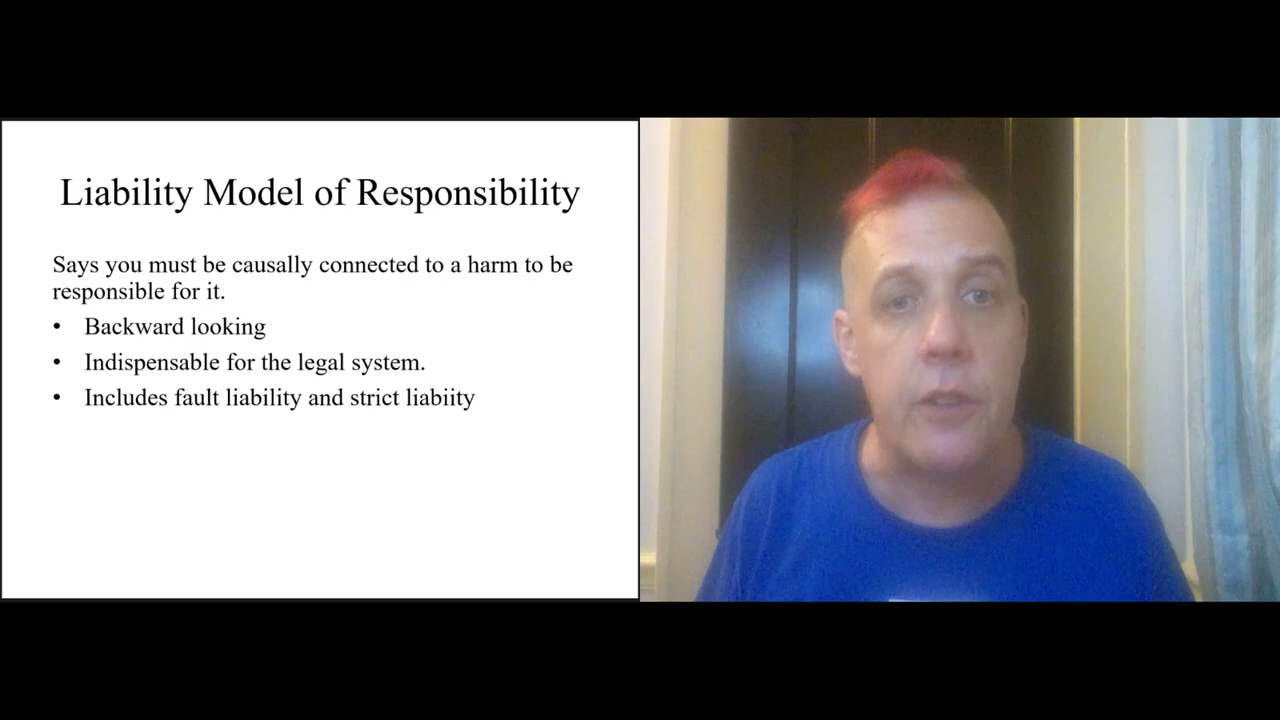 Liability Model of Responsibility
Says you must be causally connected to a harm to be
responsible for it.
• Backward looking
• Indispensable for the legal system.
• Includes fault liability and strict liabiity